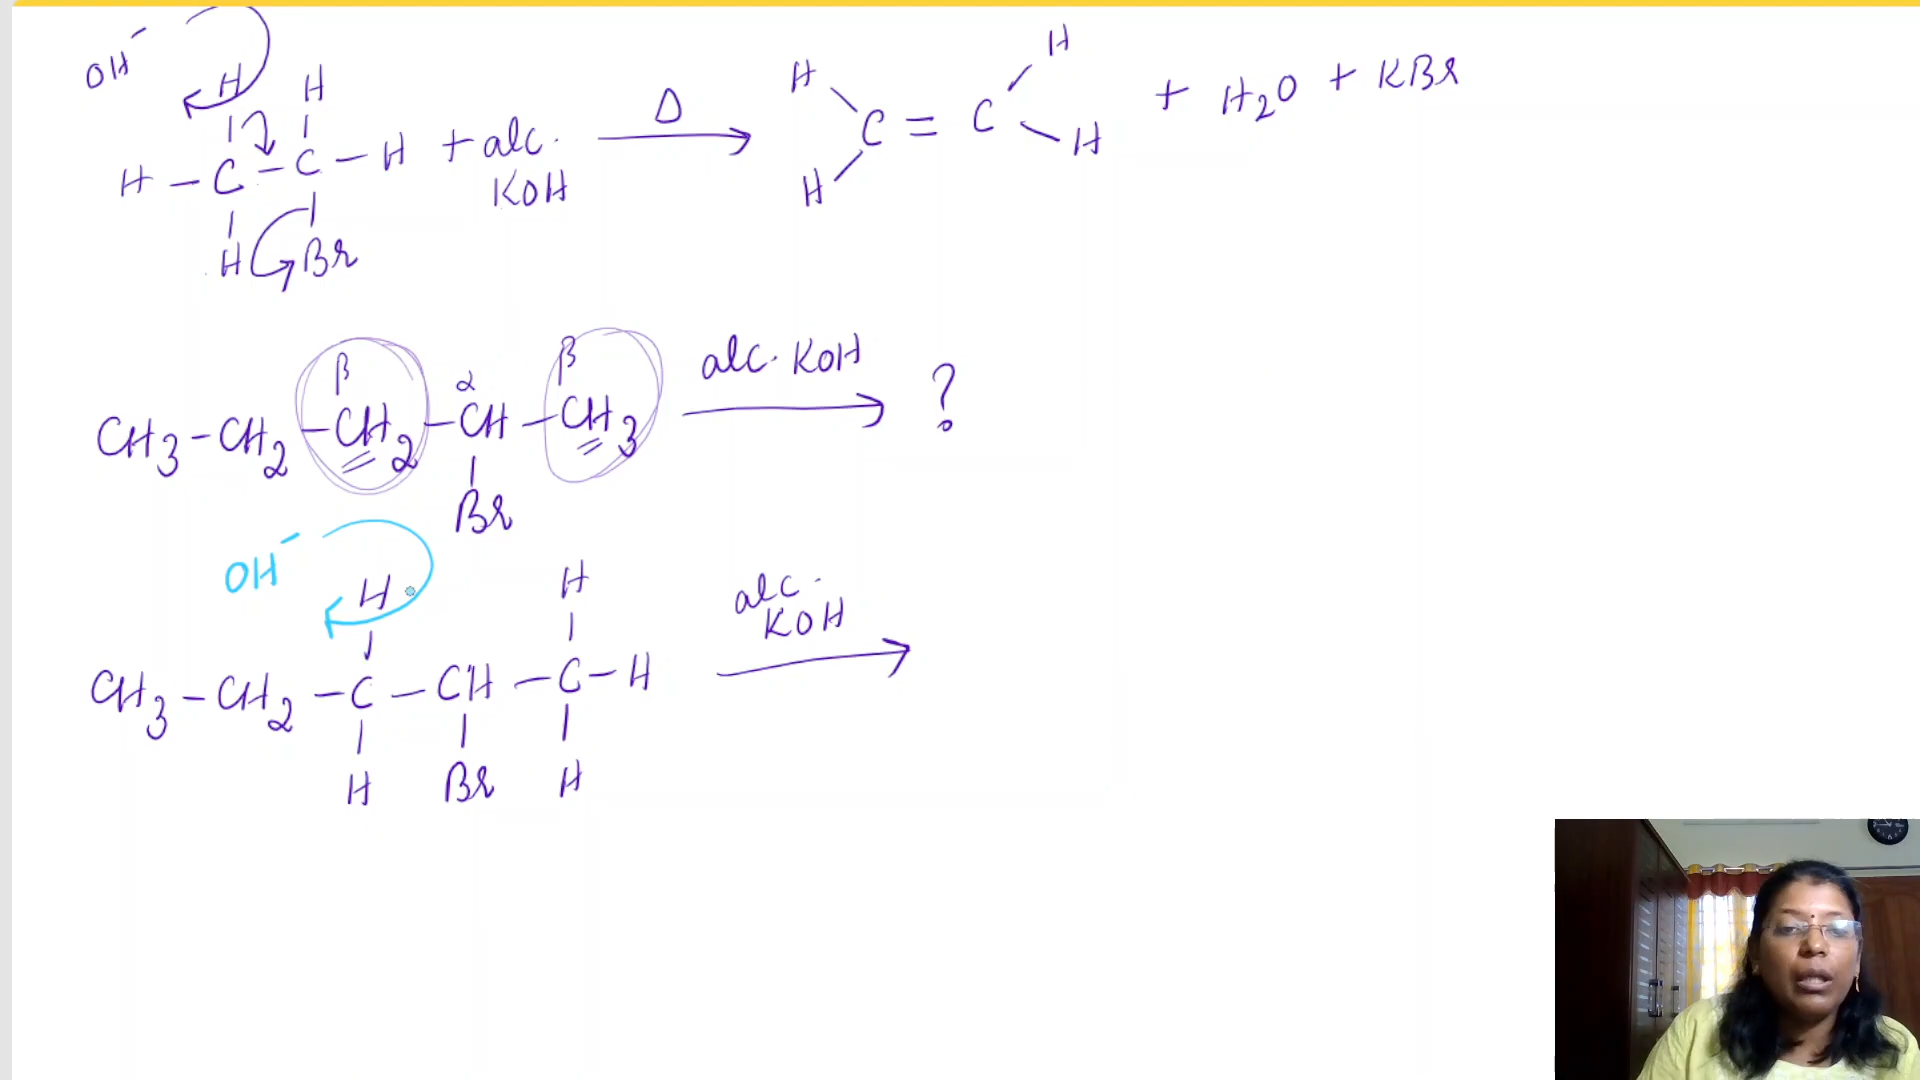 OH⁻
H H
H – C – C – H + alc. KOH —Δ→ H H C = C H H + H₂O + KBr
H Br
β α β
CH₃ – CH₂ – CH₂ – CH – CH₃ alc. KOH → ?
Br
OH⁻
H H
CH₃ – CH₂ – C – CH – C – H alc. KOH →
H Br H